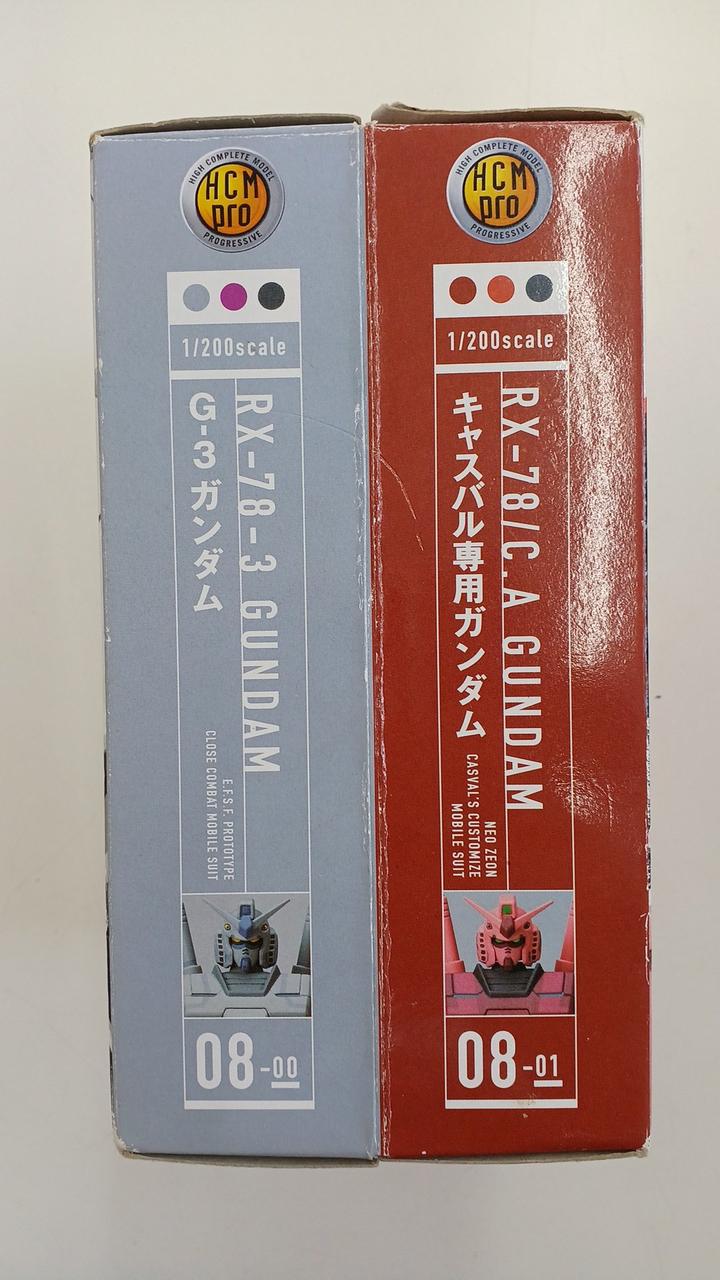 HIGH COMPLETE MODEL
HCM
pro
PROGRESSIVE
1/200scale
RX-78-3 GUNDAM
G-3ガンダム
E.F.S.F. PROTOTYPE
CLOSE COMBAT MOBILE SUIT
08-00
HIGH COMPLETE MODEL
HCM
pro
PROGRESSIVE
1/200scale
RX-78/C.A GUNDAM
キャスバル専用ガンダム
NEO ZEON
CASVAL'S CUSTOMIZE
MOBILE SUIT
08-01